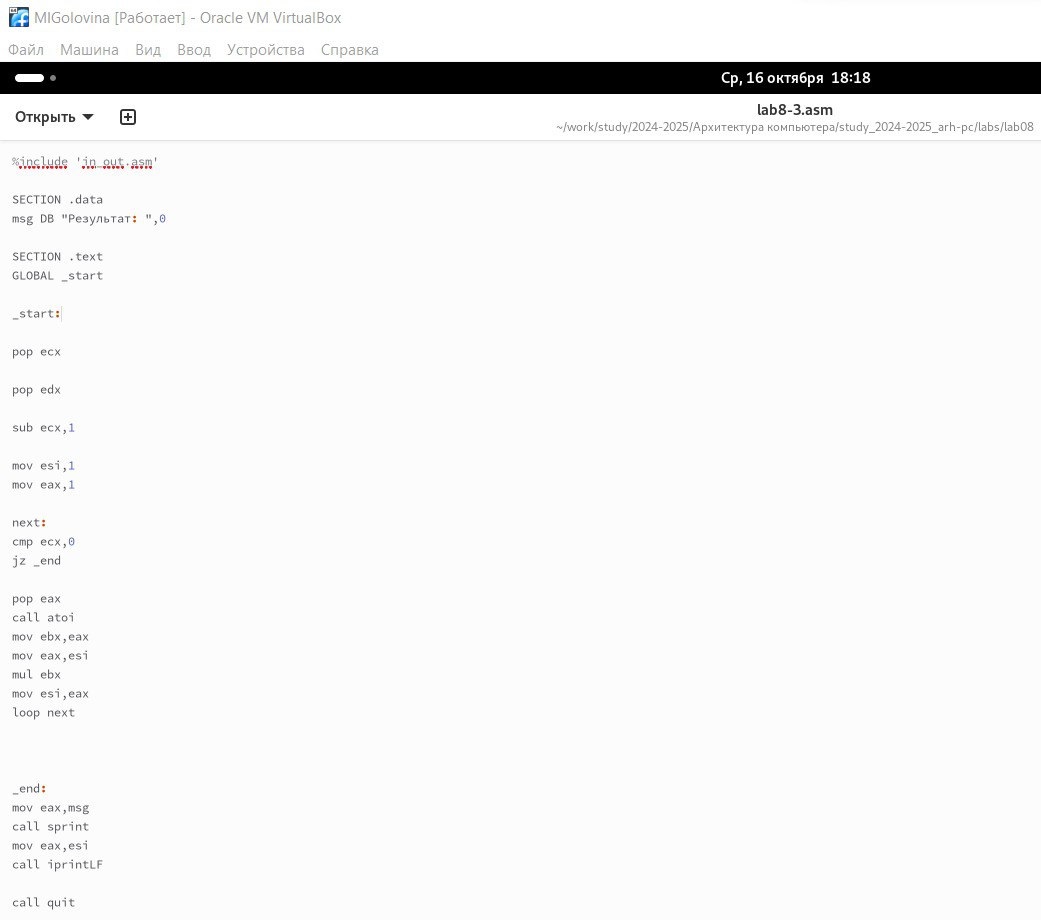 MIGolovina [Работает] - Oracle VM VirtualBox
Файл Машина Вид Ввод Устройства Справка
Ср, 16 октября 18:18
Открыть
lab8-3.asm
~/work/study/2024-2025/Архитектура компьютера/study_2024-2025_arh-pc/labs/lab08
%include 'in_out.asm'
SECTION .data
msg DB "Результат: ",0
SECTION .text
GLOBAL _start
_start:
pop ecx
pop edx
sub ecx,1
mov esi,1
mov eax,1
next:
cmp ecx,0
jz _end
pop eax
call atoi
mov ebx,eax
mov eax,esi
mul ebx
mov esi,eax
loop next
_end:
mov eax,msg
call sprint
mov eax,esi
call iprintLF
call quit